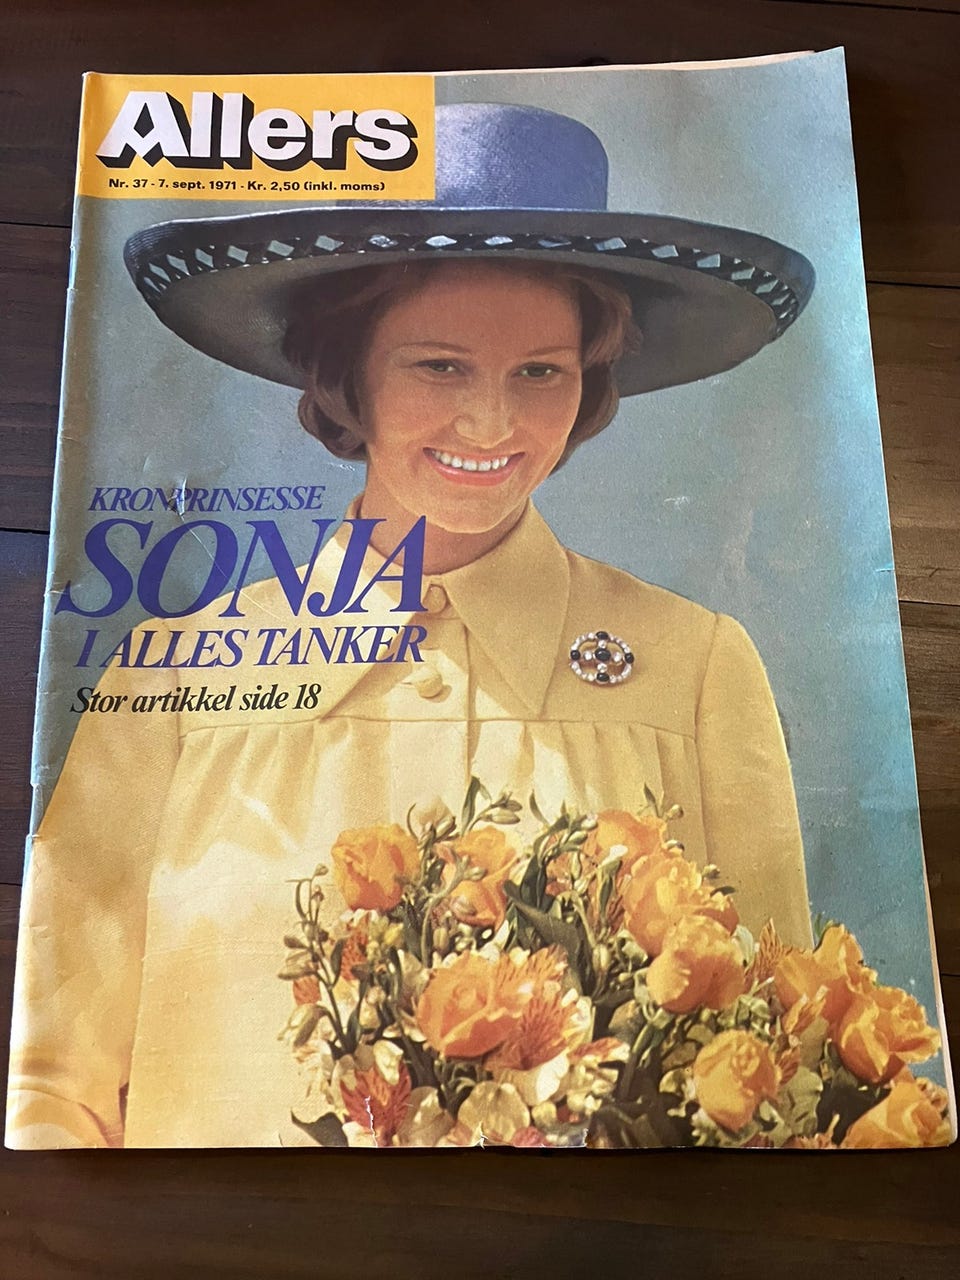 Allers
Nr. 37 - 7. sept. 1971 - Kr. 2,50 (inkl. moms)
KRONPRINSESSE
SONJA
I ALLES TANKER
Stor artikkel side 18